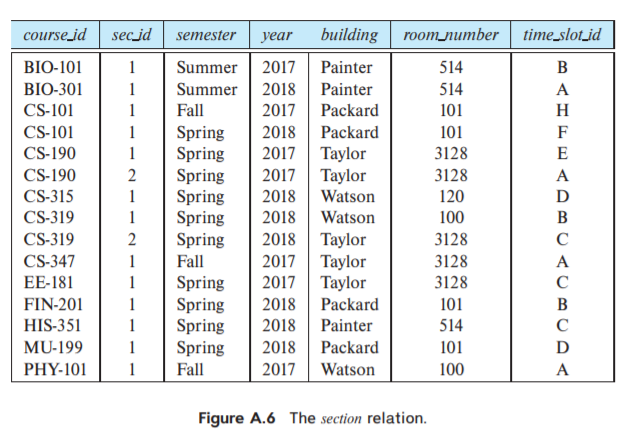 course_id sec_id semester year building room_number time_slot_id
BIO-101 1 Summer 2017 Painter 514 B
BIO-301 1 Summer 2018 Painter 514 A
CS-101 1 Fall 2017 Packard 101 H
CS-101 1 Spring 2018 Packard 101 F
CS-190 1 Spring 2017 Taylor 3128 E
CS-190 2 Spring 2017 Taylor 3128 A
CS-315 1 Spring 2018 Watson 120 D
CS-319 1 Spring 2018 Watson 100 B
CS-319 2 Spring 2018 Taylor 3128 C
CS-347 1 Fall 2017 Taylor 3128 A
EE-181 1 Spring 2017 Taylor 3128 C
FIN-201 1 Spring 2018 Packard 101 B
HIS-351 1 Spring 2018 Painter 514 C
MU-199 1 Spring 2018 Packard 101 D
PHY-101 1 Fall 2017 Watson 100 A
Figure A.6 The section relation.